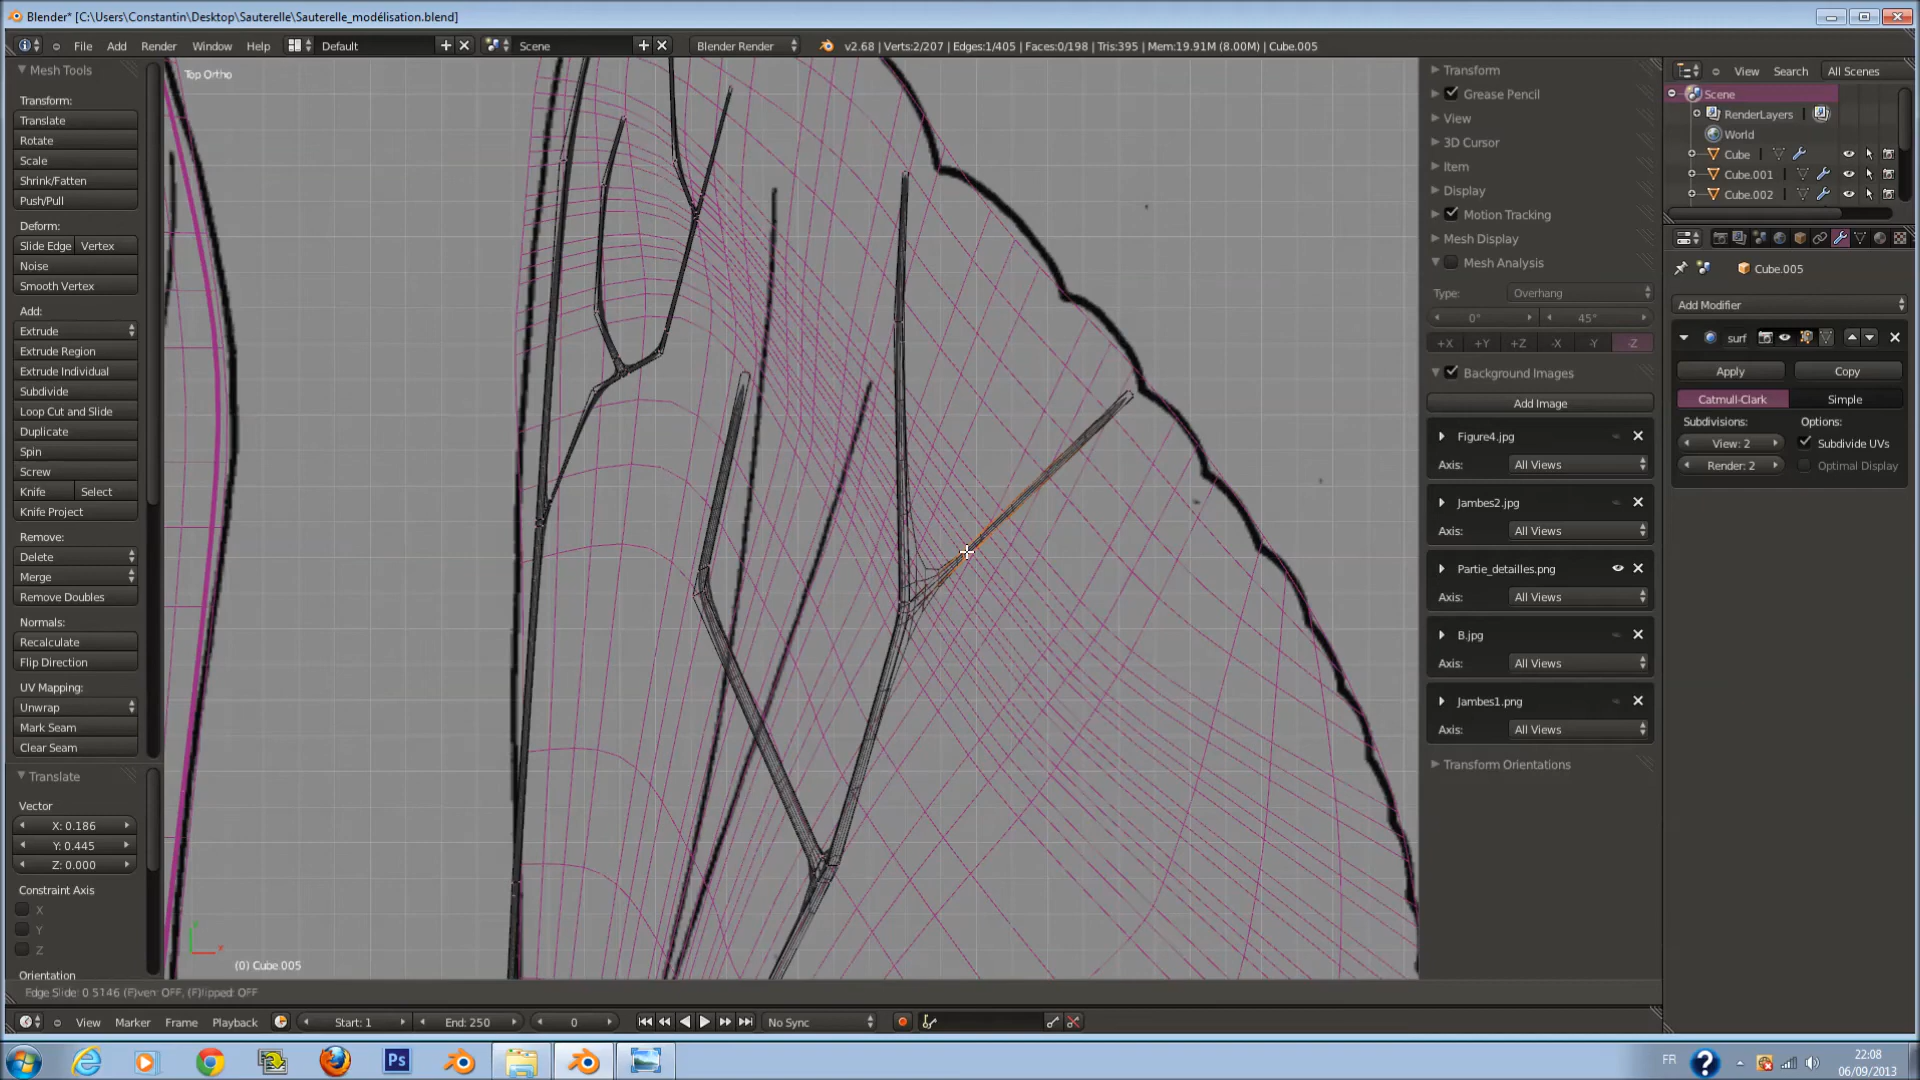 Blender* [C:\Users\Constantin\Desktop\Sauterelle\Sauterelle_modélisation.blend]
File Add Render Window Help Default Scene Blender Render v2.68 | Verts:2/207 | Edges:1/405 | Faces:0/198 | Tris:395 | Mem:19.91M (8.00M) | Cube.005
Mesh Tools
Transform:
Translate
Rotate
Scale
Shrink/Fatten
Push/Pull
Deform:
Slide Edge Vertex
Noise
Smooth Vertex
Add:
Extrude
Extrude Region
Extrude Individual
Subdivide
Loop Cut and Slide
Duplicate
Spin
Screw
Knife Select
Knife Project
Remove:
Delete
Merge
Remove Doubles
Normals:
Recalculate
Flip Direction
UV Mapping:
Unwrap
Mark Seam
Clear Seam
Translate
Vector
X: 0.186
Y: 0.445
Z: 0.000
Constraint Axis
X
Y
Z
Orientation
Top Ortho
(0) Cube 005
Edge Slide: 0 5146 (E)ven: OFF, (F)lipped: OFF
Transform
Grease Pencil
View
3D Cursor
Item
Display
Motion Tracking
Mesh Display
Mesh Analysis
Type: Overhang
0° 45°
+X +Y +Z -X -Y -Z
Background Images
Add Image
Figure4.jpg
Axis: All Views
Jambes2.jpg
Axis: All Views
Partie_detailles.png
Axis: All Views
B.jpg
Axis: All Views
Jambes1.png
Axis: All Views
Transform Orientations
View Search All Scenes
Scene
RenderLayers
World
Cube
Cube.001
Cube.002
Cube.005
Add Modifier
surf
Apply Copy
Catmull-Clark Simple
Subdivisions: Options:
View: 2 Subdivide UVs
Render: 2 Optimal Display
View Marker Frame Playback Start: 1 End: 250 0 No Sync
Ps FR 22:08
06/09/2013